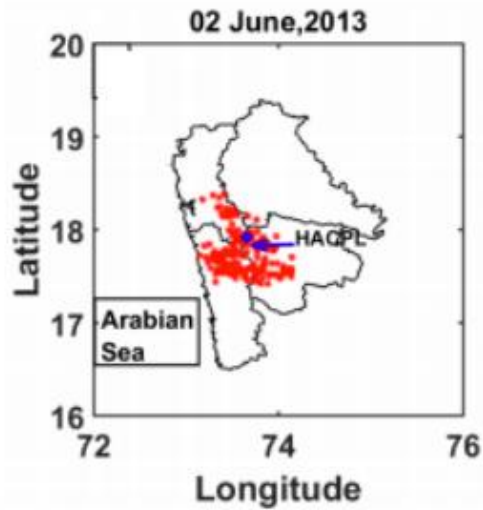 02 June,2013
20
19
18
17
16
Latitude
HACPL
Arabian
Sea
72
74
76
Longitude